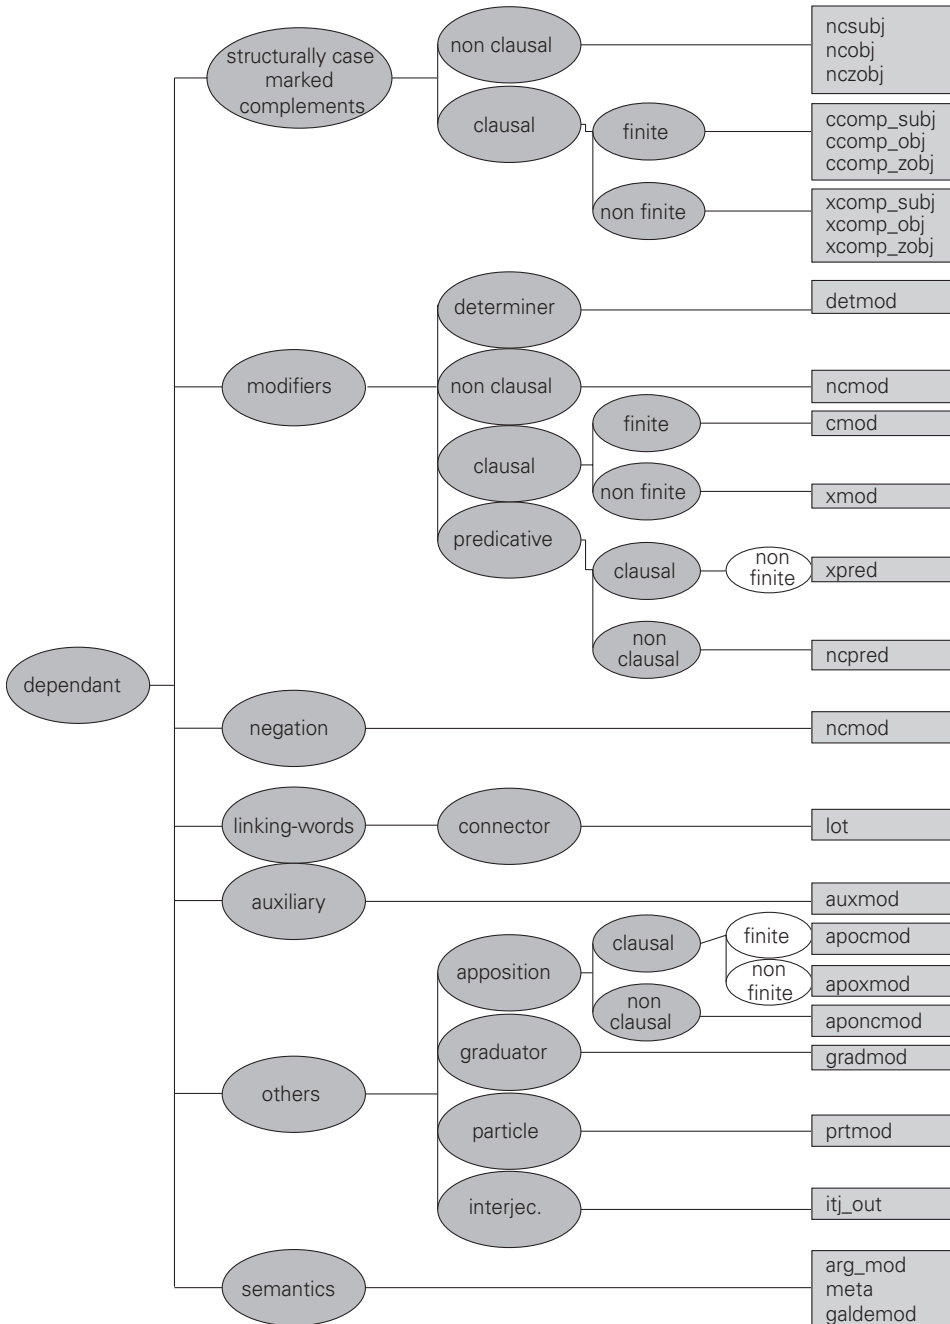 structurally case
marked
complements
non clausal
ncsubj
ncobj
nczobj
clausal
finite
ccomp_subj
ccomp_obj
ccomp_zobj
non finite
xcomp_subj
xcomp_obj
xcomp_zobj
modifiers
determiner
detmod
non clausal
ncmod
clausal
finite
cmod
non finite
xmod
predicative
clausal
non
finite
xpred
non
clausal
ncpred
dependant
negation
ncmod
linking-words
connector
lot
auxiliary
auxmod
others
apposition
clausal
finite
apocmod
non
finite
apoxmod
non
clausal
aponcmod
graduator
gradmod
particle
prtmod
interjec.
itj_out
semantics
arg_mod
meta
galdemod